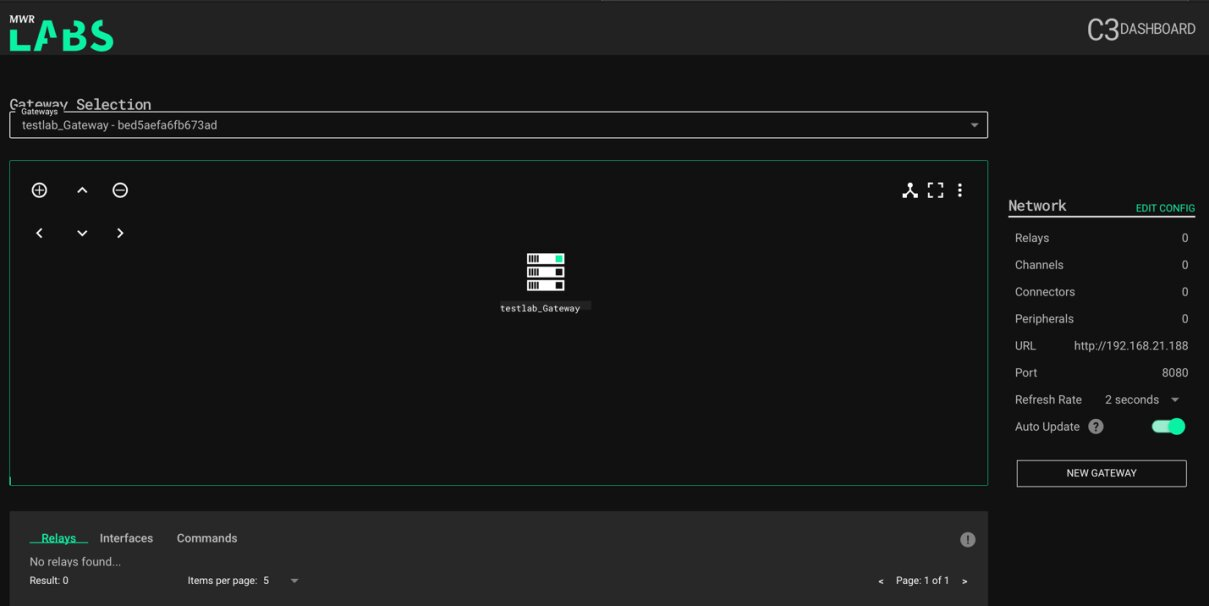 MWR
LABS
C3DASHBOARD
Gateway Selection
Gateways
testlab_Gateway - bed5aefa6fb673ad
testlab_Gateway
Network
EDIT CONFIG
Relays 0
Channels 0
Connectors 0
Peripherals 0
URL http://192.168.21.188
Port 8080
Refresh Rate 2 seconds
Auto Update ?
NEW GATEWAY
Relays Interfaces Commands
No relays found...
Result: 0 Items per page: 5 < Page: 1 of 1 >